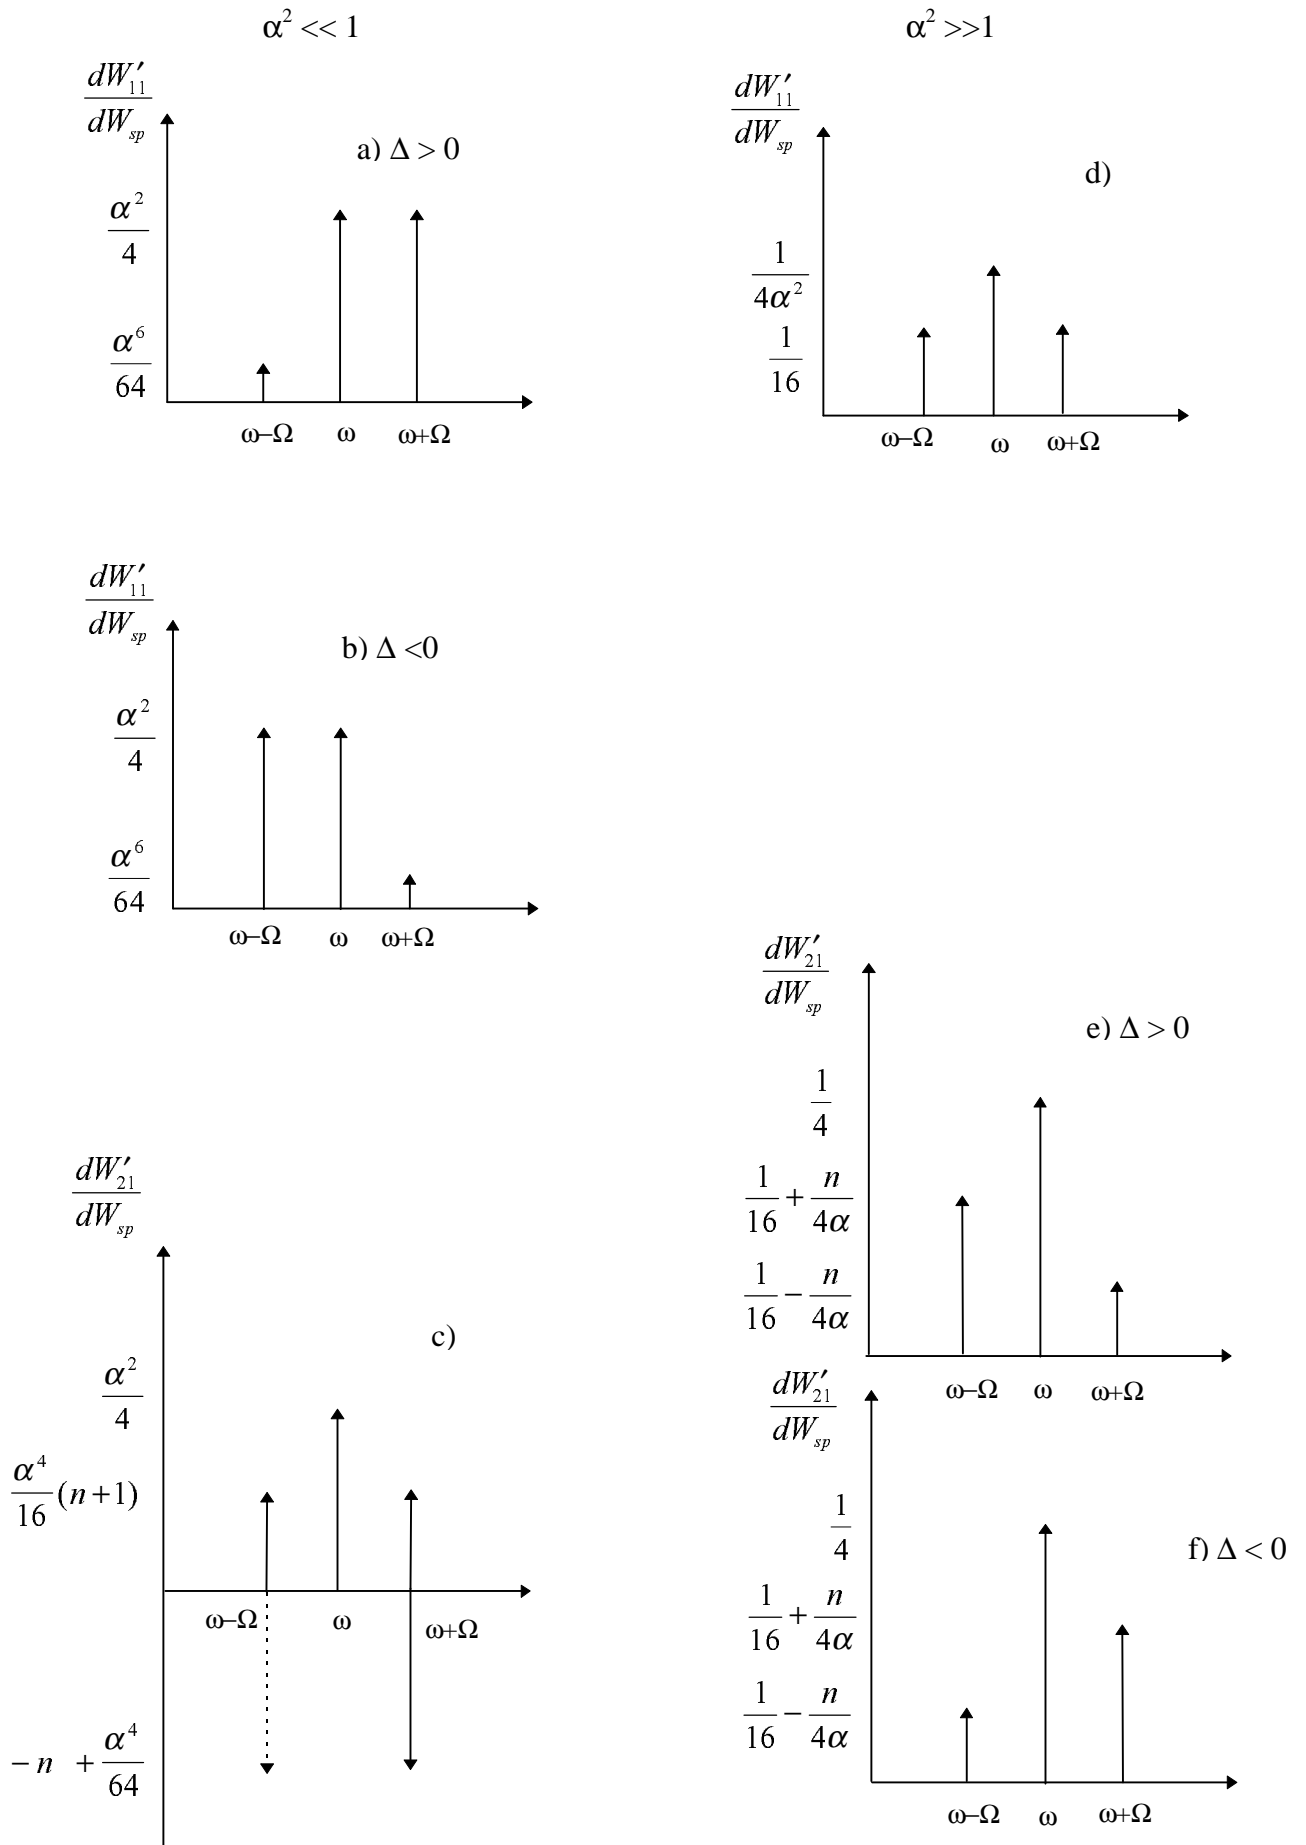 α² << 1
α² >>1
dW′₁₁
dW_sp
a) Δ > 0
α²
4
α⁶
64
ω−Ω ω ω+Ω
dW′₁₁
dW_sp
d)
1
4α²
1
16
ω−Ω ω ω+Ω
dW′₁₁
dW_sp
b) Δ <0
α²
4
α⁶
64
ω−Ω ω ω+Ω
dW′₂₁
dW_sp
e) Δ > 0
1
4
1/16 + n/4α
1/16 − n/4α
ω−Ω ω ω+Ω
dW′₂₁
dW_sp
c)
α²
4
α⁴/16 (n+1)
ω−Ω ω ω+Ω
− n + α⁴/64
dW′₂₁
dW_sp
f) Δ < 0
1
4
1/16 + n/4α
1/16 − n/4α
ω−Ω ω ω+Ω